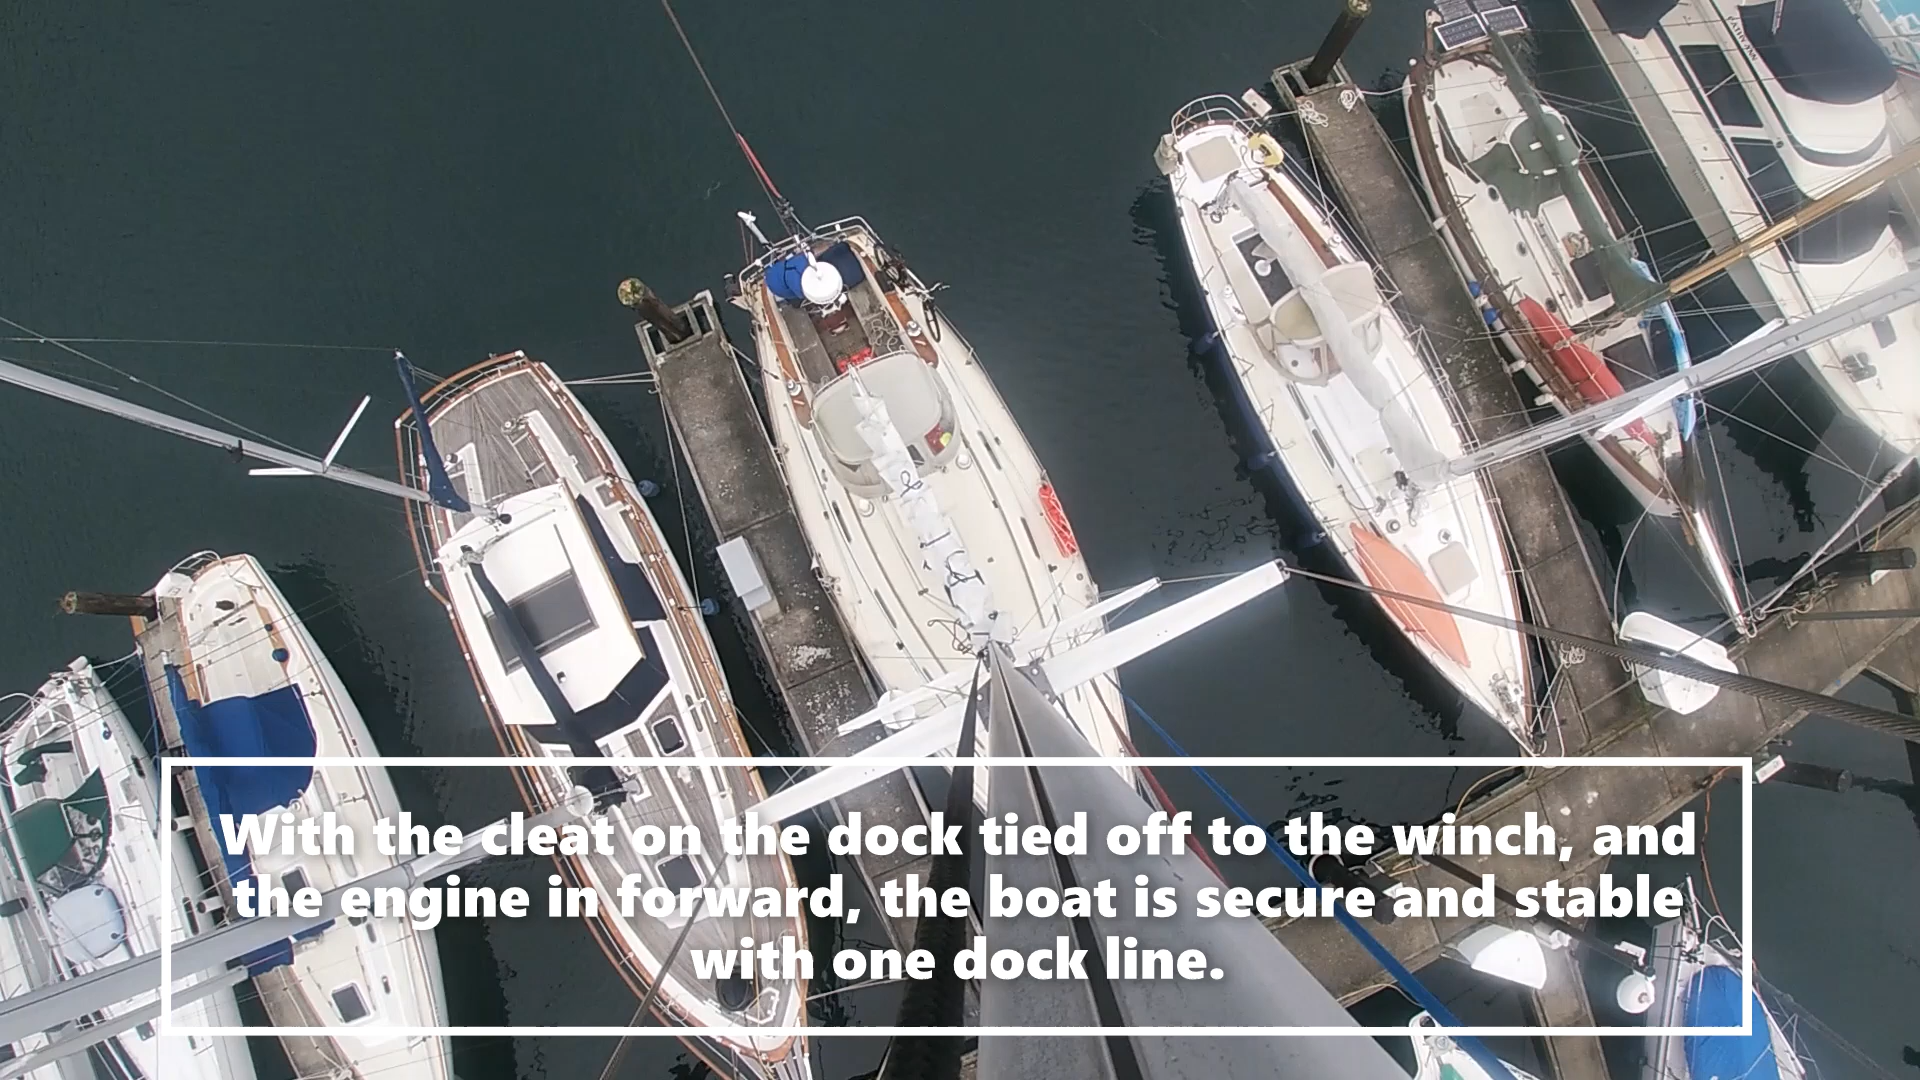 With the cleat on the dock tied off to the winch, and
the engine in forward, the boat is secure and stable
with one dock line.